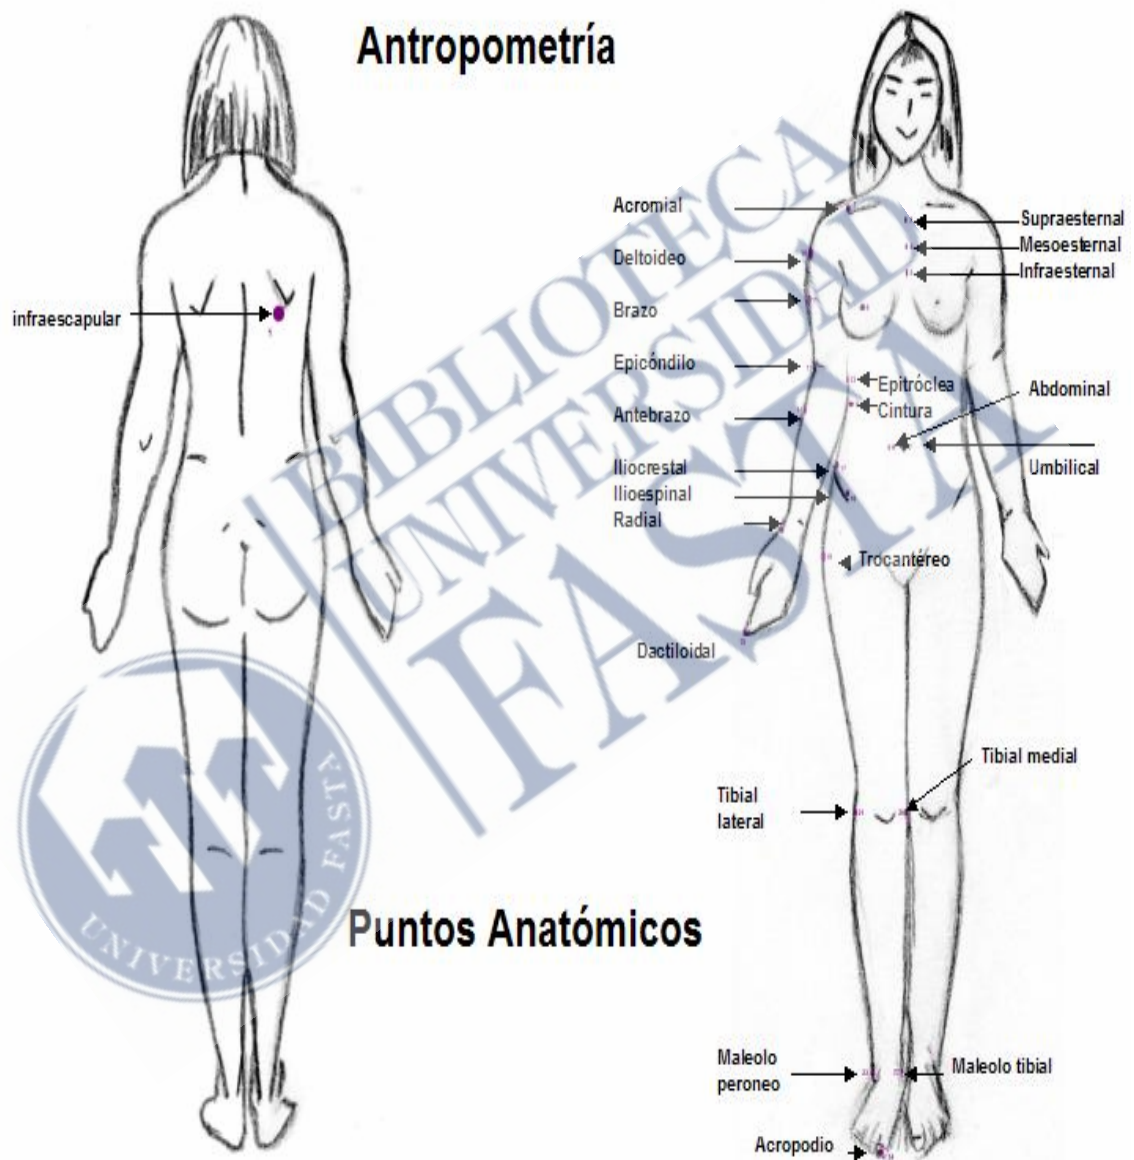 Antropometría
Acromial
Supraesternal
Mesoesternal
Deltoideo
Infraesternal
infraescapular
Brazo
Epicóndilo
Epitróclea
Abdominal
Cintura
Antebrazo
Iliocrestal
Umbilical
Ilioespinal
Radial
Trocantéreo
Dactiloidal
Tibial medial
Tibial
lateral
Puntos Anatómicos
Maleolo
peroneo
Maleolo tibial
Acropodio
BIBLIOTECA
UNIVERSIDAD
FASTA
UNIVERSIDAD FASTA